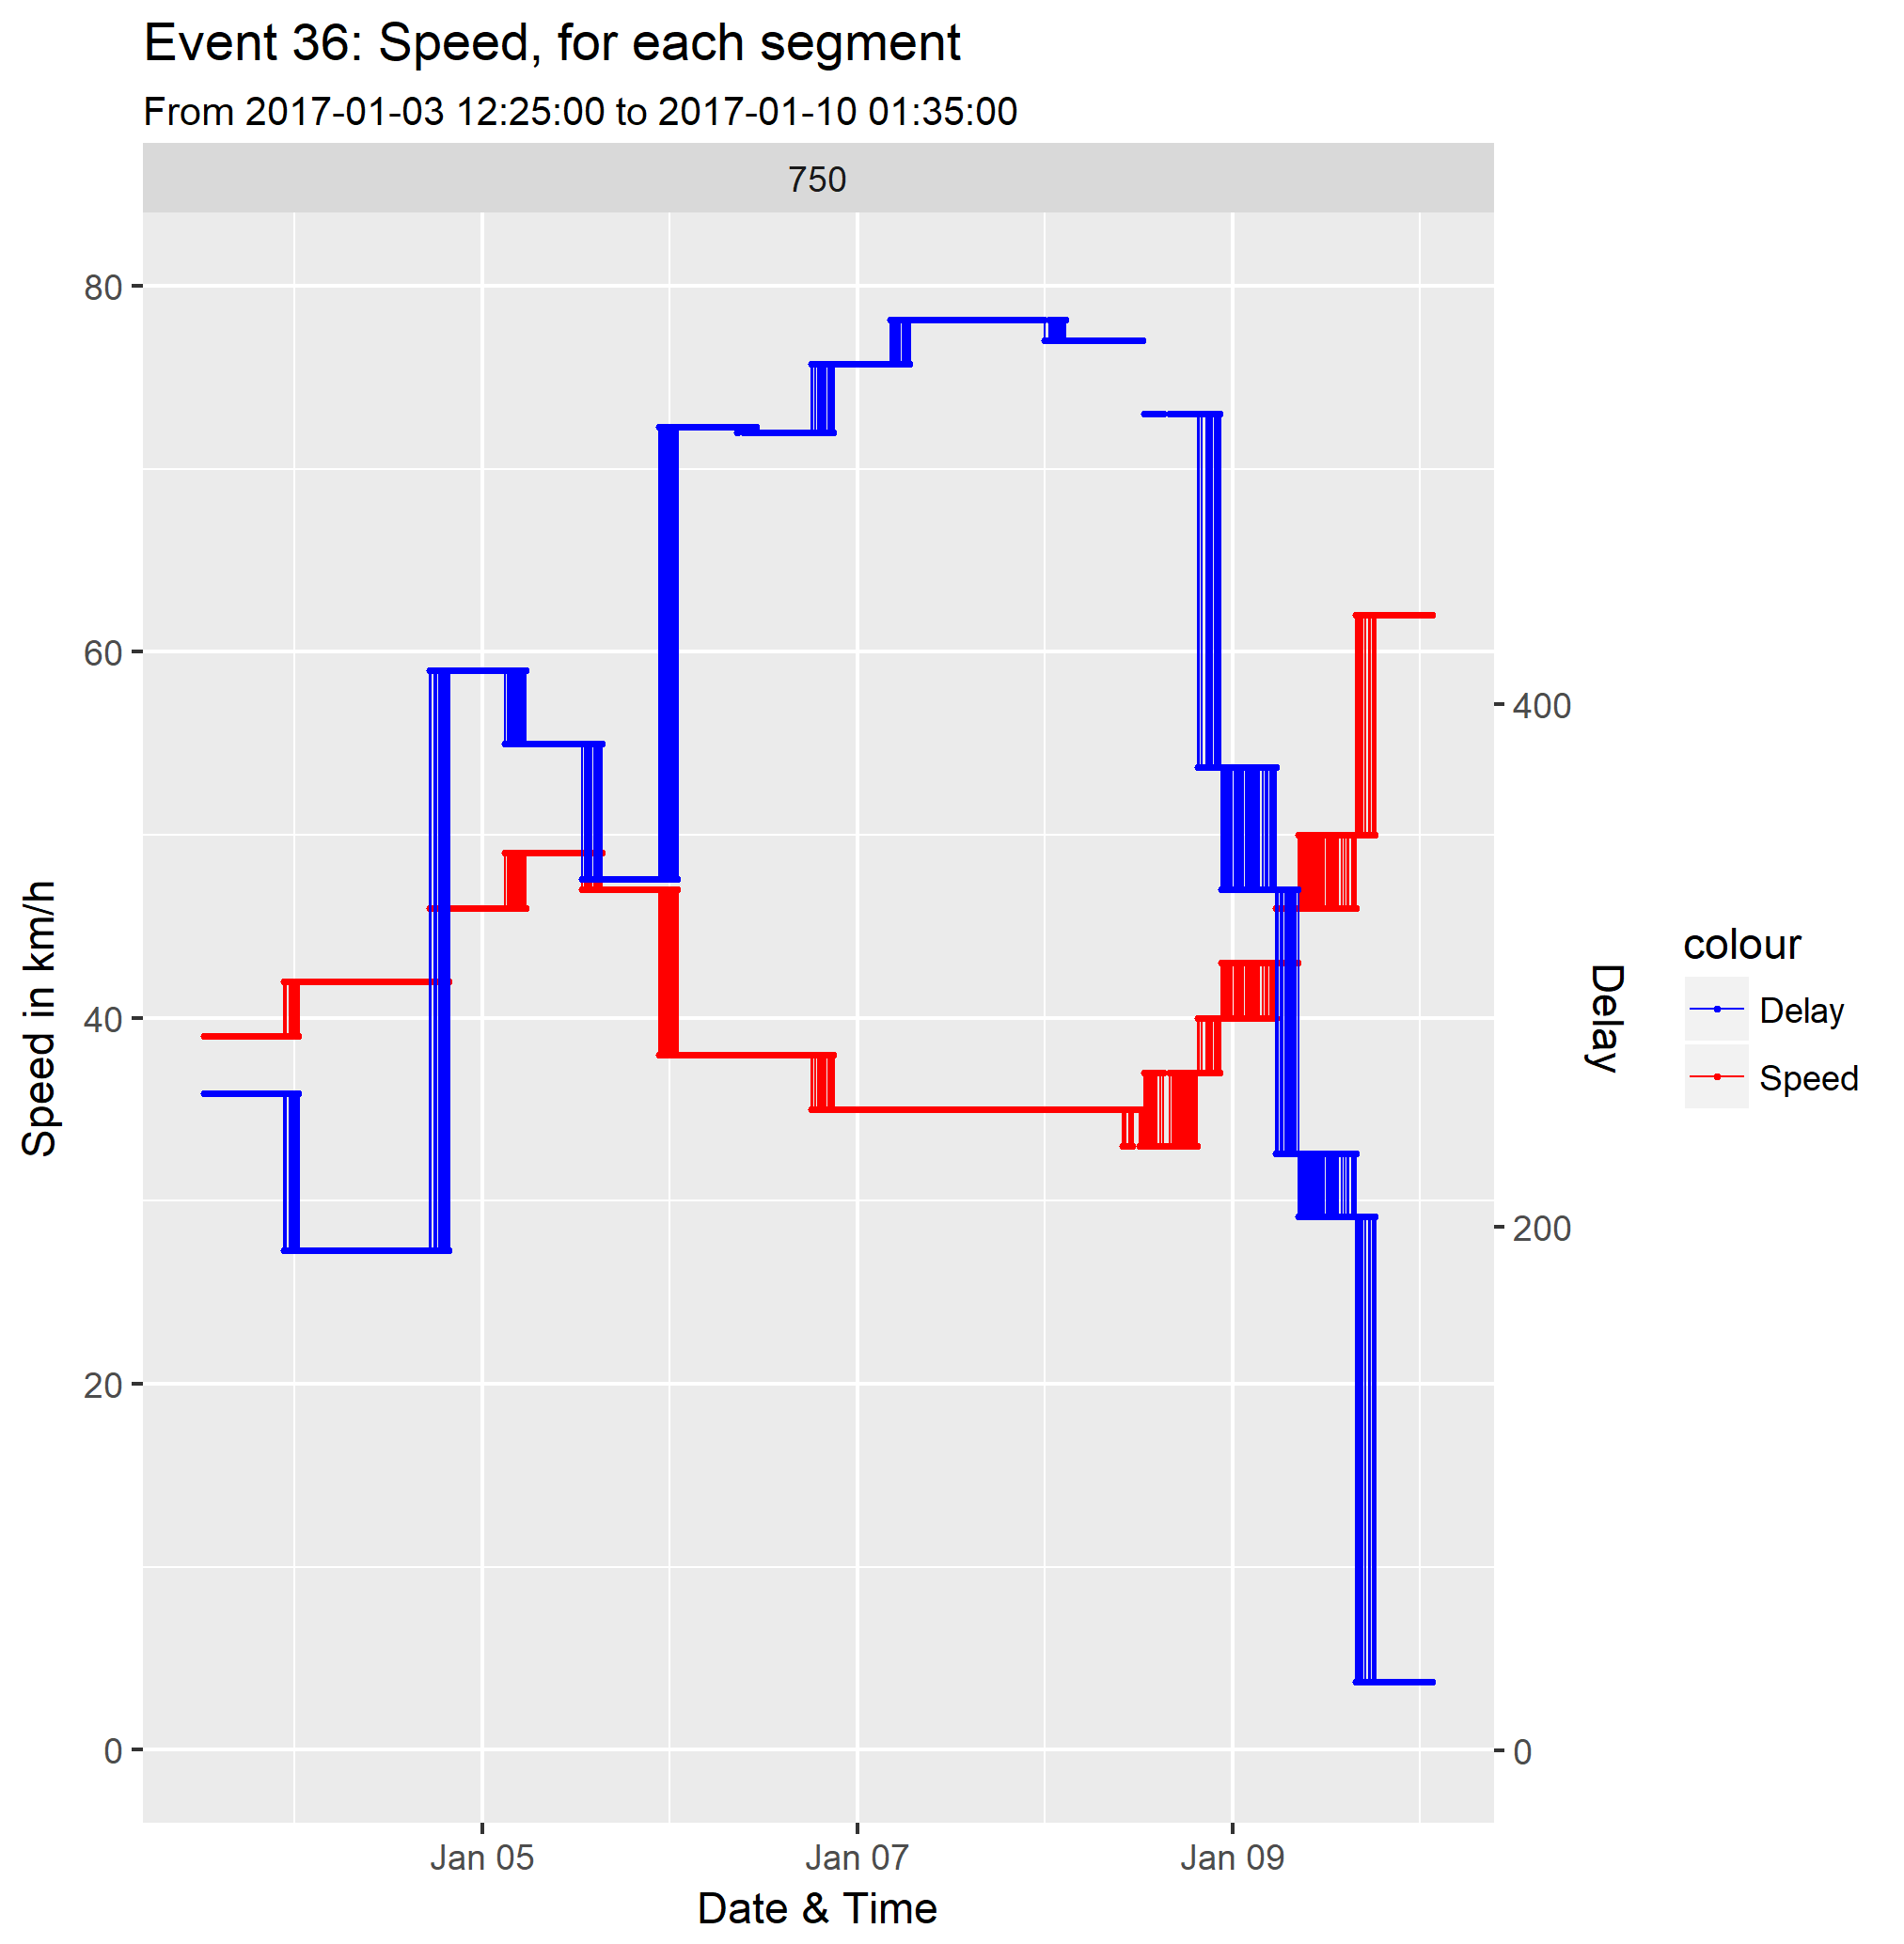 Event 36: Speed, for each segment
From 2017-01-03 12:25:00 to 2017-01-10 01:35:00
750
80
60
40
20
0
Speed in km/h
400
200
0
Delay
Jan 05
Jan 07
Jan 09
Date & Time
colour
Delay
Speed